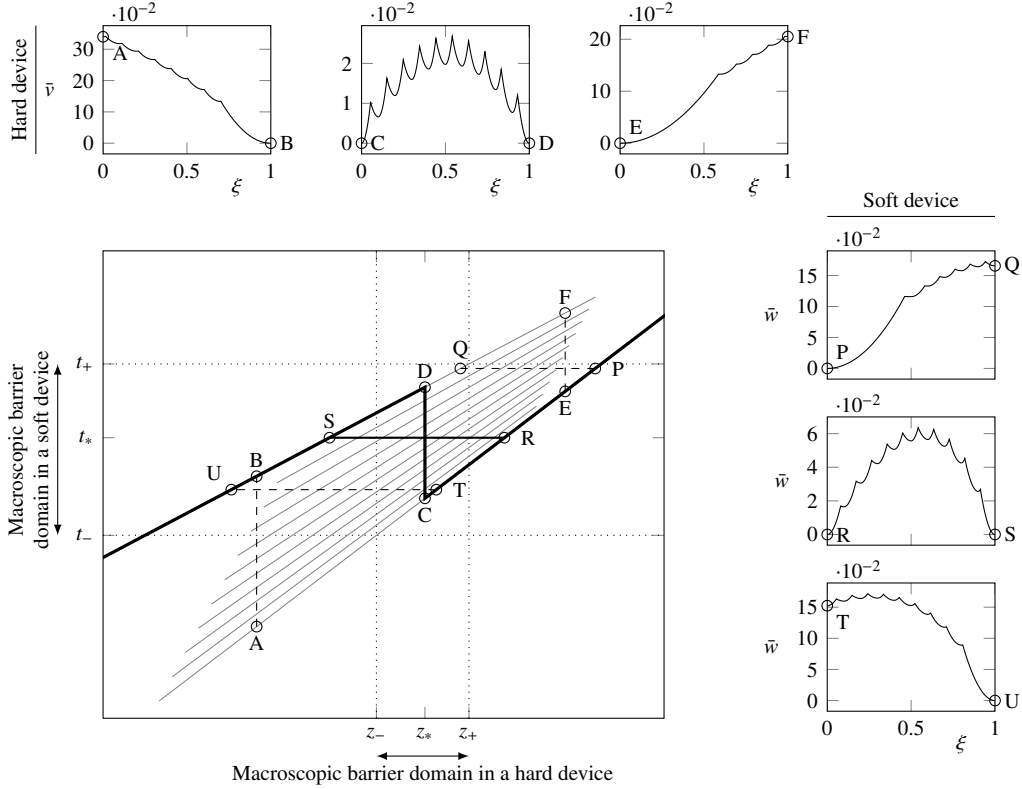 ·10⁻² ·10⁻² ·10⁻²
Hard device
v̄
30
20
10
0
A
B
0 0.5 1
ξ
2
1
0
C
D
0 0.5 1
ξ
20
10
0
E
F
0 0.5 1
ξ
Soft device
·10⁻²
w̄
15
10
5
0
P
Q
·10⁻²
w̄
6
4
2
0
R
S
·10⁻²
w̄
15
10
5
0
T
U
0 0.5 1
ξ
Macroscopic barrier
domain in a soft device
t₊
t∗
t₋
F
Q
P
D
E
S
R
B
U
T
C
A
z₋ z∗ z₊
Macroscopic barrier domain in a hard device